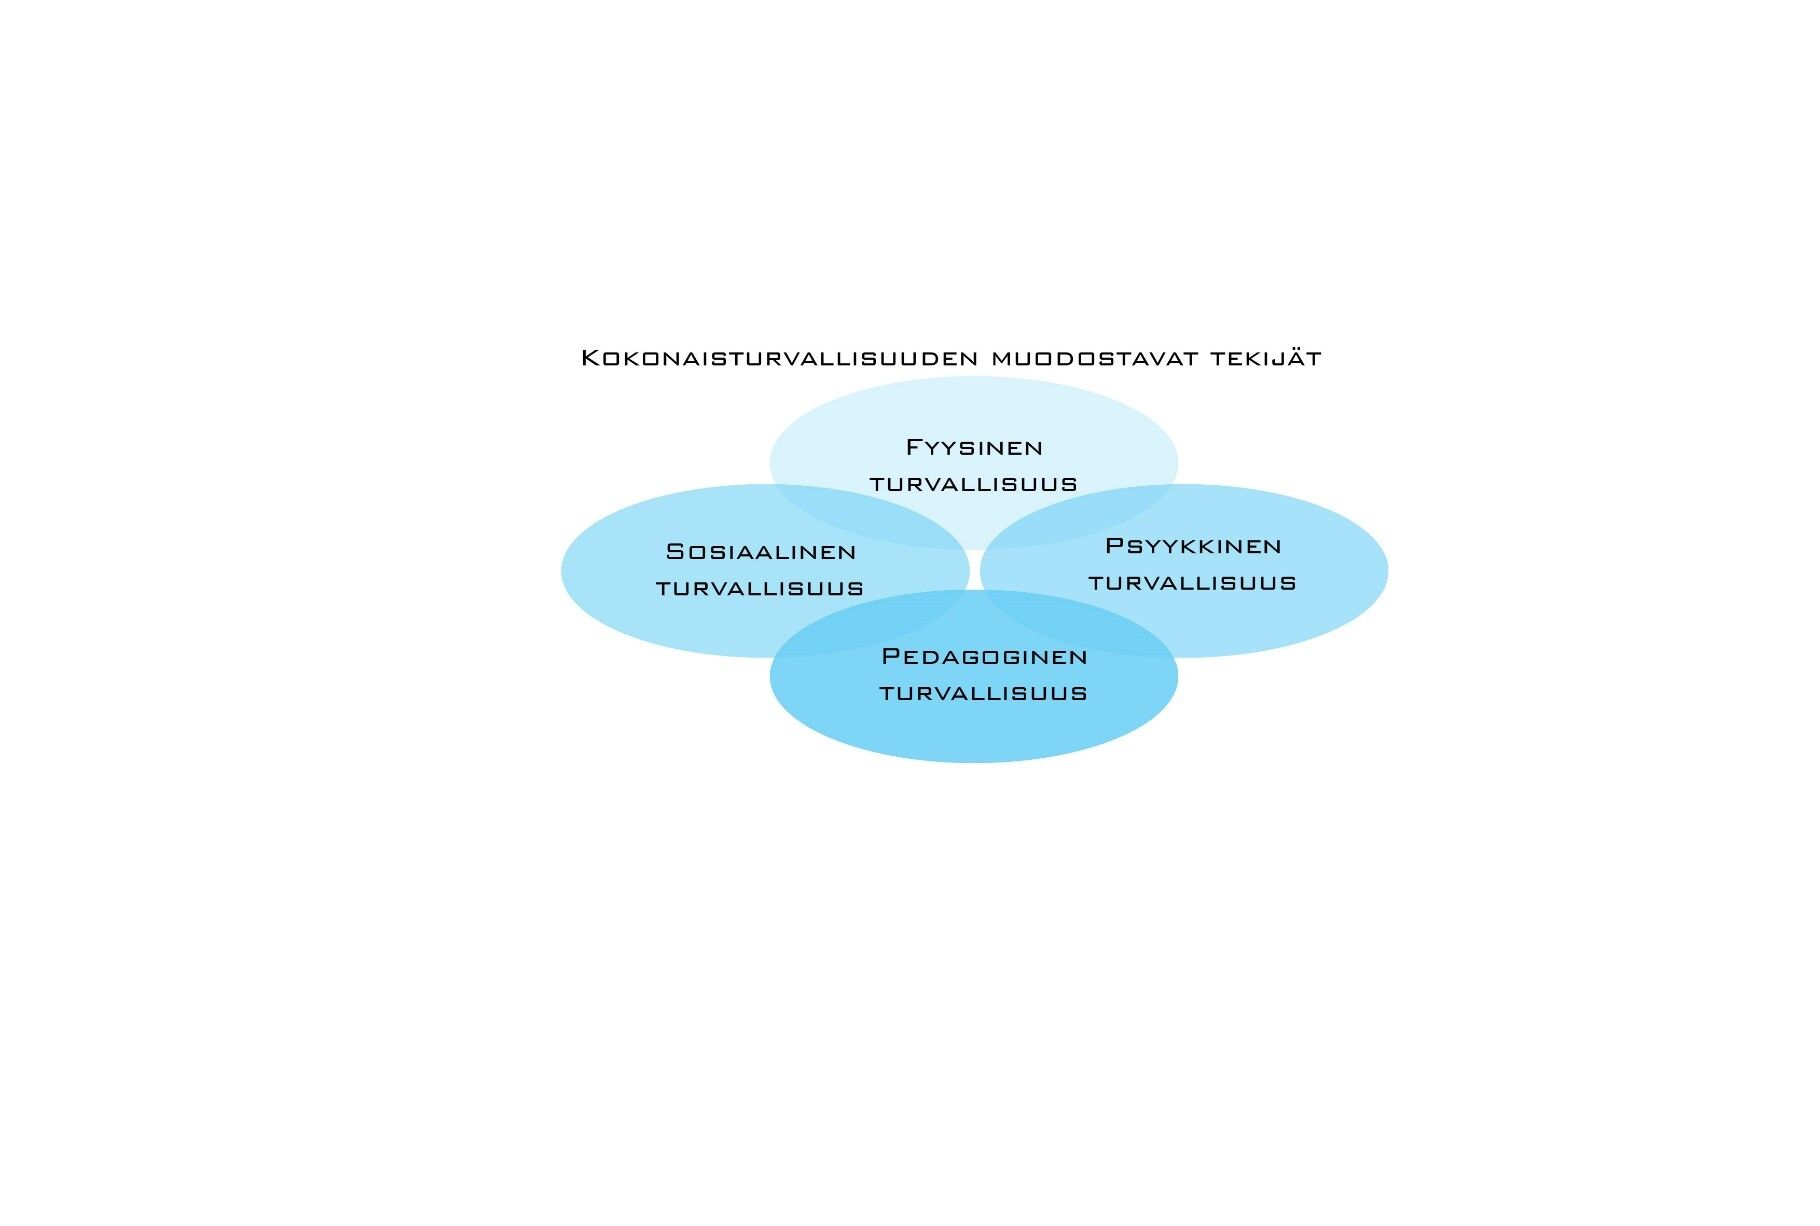 Kokonaisturvallisuuden muodostavat tekijät
Fyysinen
turvallisuus
Sosiaalinen
turvallisuus
Psyykkinen
turvallisuus
Pedagoginen
turvallisuus